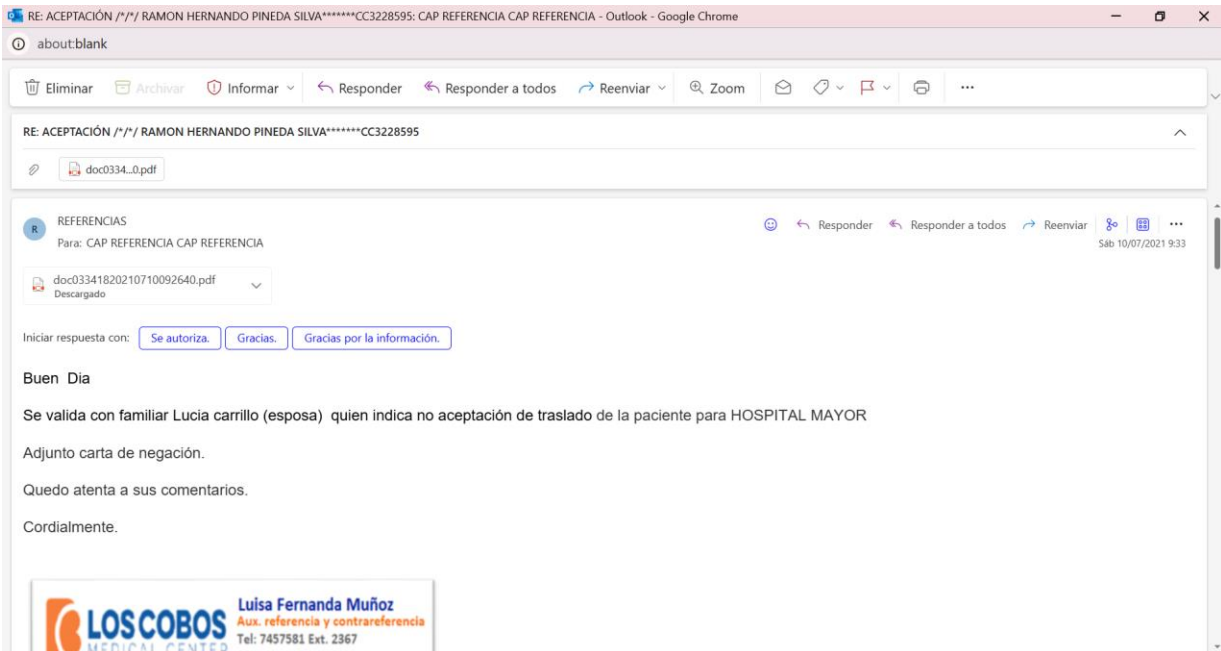 RE: ACEPTACIÓN /*/*/ RAMON HERNANDO PINEDA SILVA*******CC3228595: CAP REFERENCIA CAP REFERENCIA - Outlook - Google Chrome
about:blank
Eliminar Archivar Informar Responder Responder a todos Reenviar Zoom
RE: ACEPTACIÓN /*/*/ RAMON HERNANDO PINEDA SILVA*******CC3228595
doc0334...0.pdf
R
REFERENCIAS
Para: CAP REFERENCIA CAP REFERENCIA
Responder Responder a todos Reenviar
Sáb 10/07/2021 9:33
doc03341820210710092640.pdf
Descargado
Iniciar respuesta con: Se autoriza. Gracias. Gracias por la información.
Buen Dia
Se valida con familiar Lucia carrillo (esposa) quien indica no aceptación de traslado de la paciente para HOSPITAL MAYOR
Adjunto carta de negación.
Quedo atenta a sus comentarios.
Cordialmente.
LOS COBOS
MEDICAL CENTER
Luisa Fernanda Muñoz
Aux. referencia y contrareferencia
Tel: 7457581 Ext. 2367